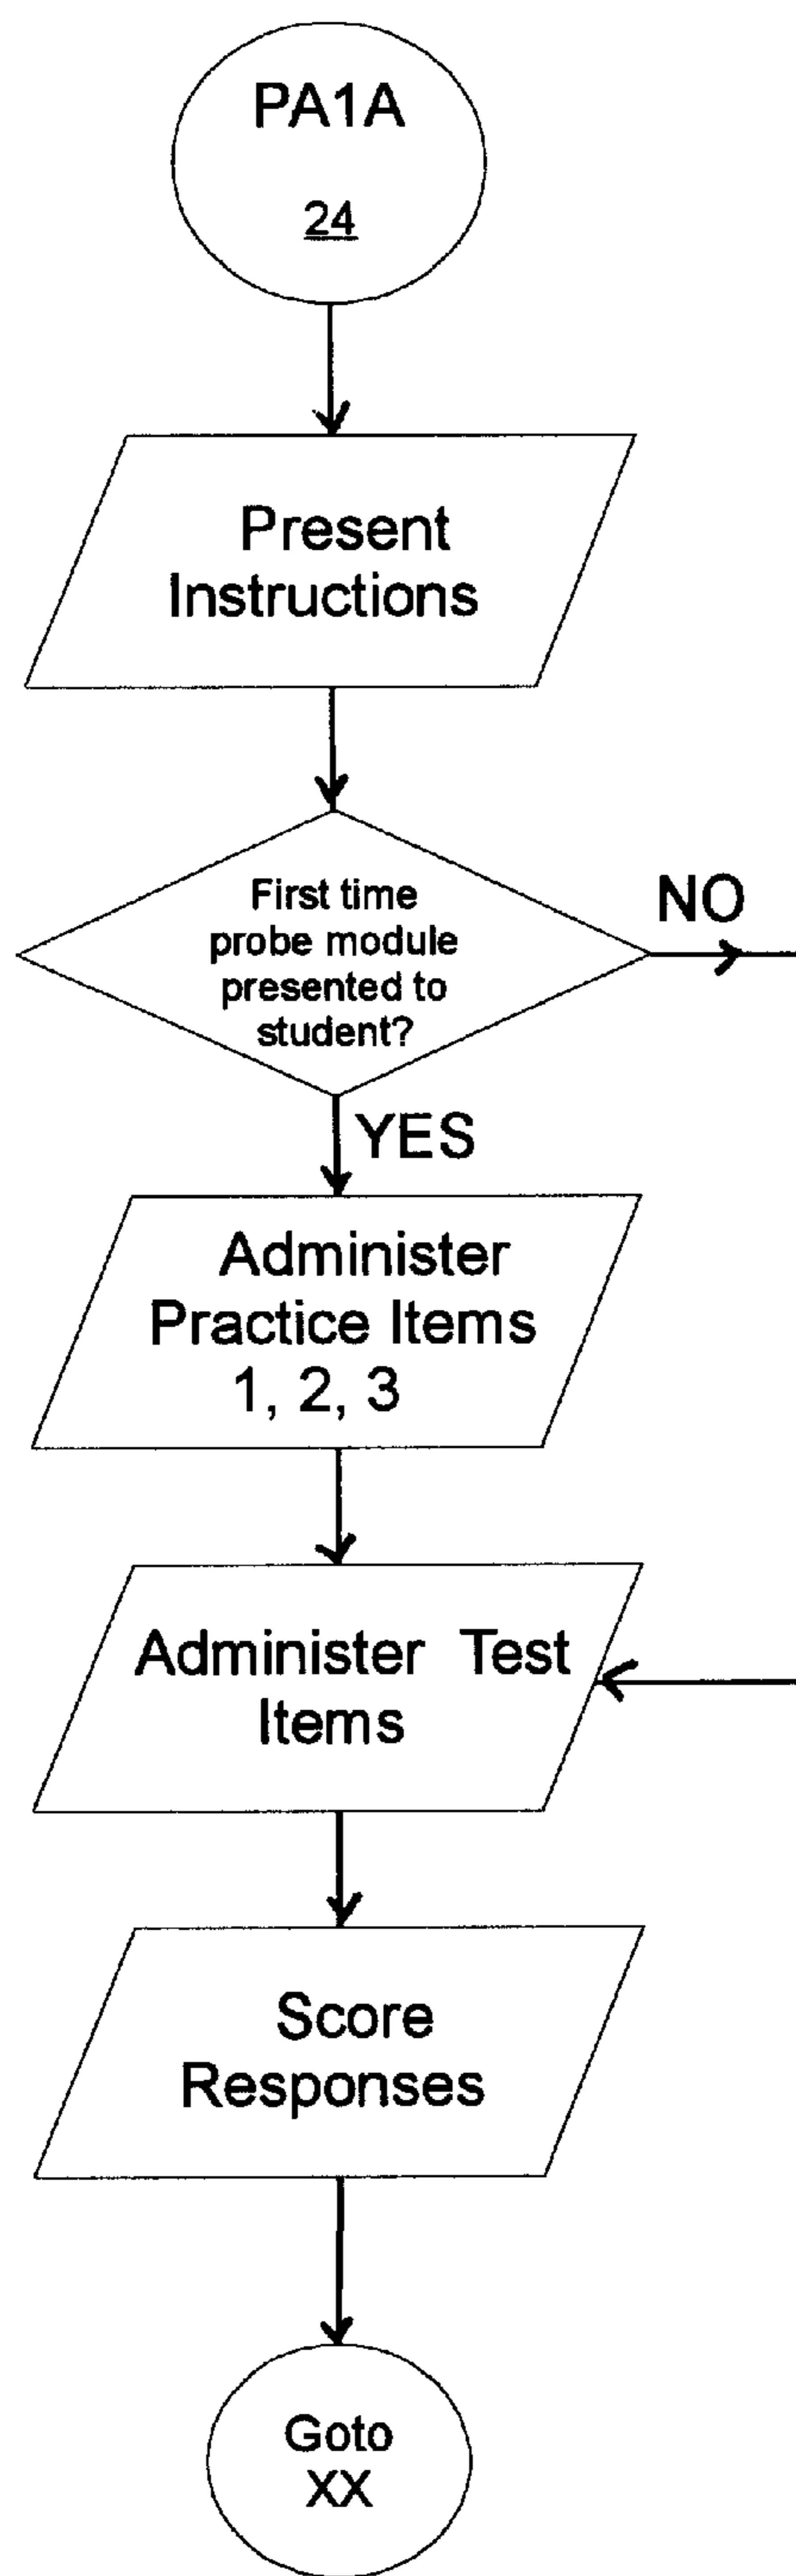 PA1A
24
Present
Instructions
First time
probe module
presented to
student?
NO
YES
Administer
Practice Items
1, 2, 3
Administer Test
Items
Score
Responses
Goto
XX